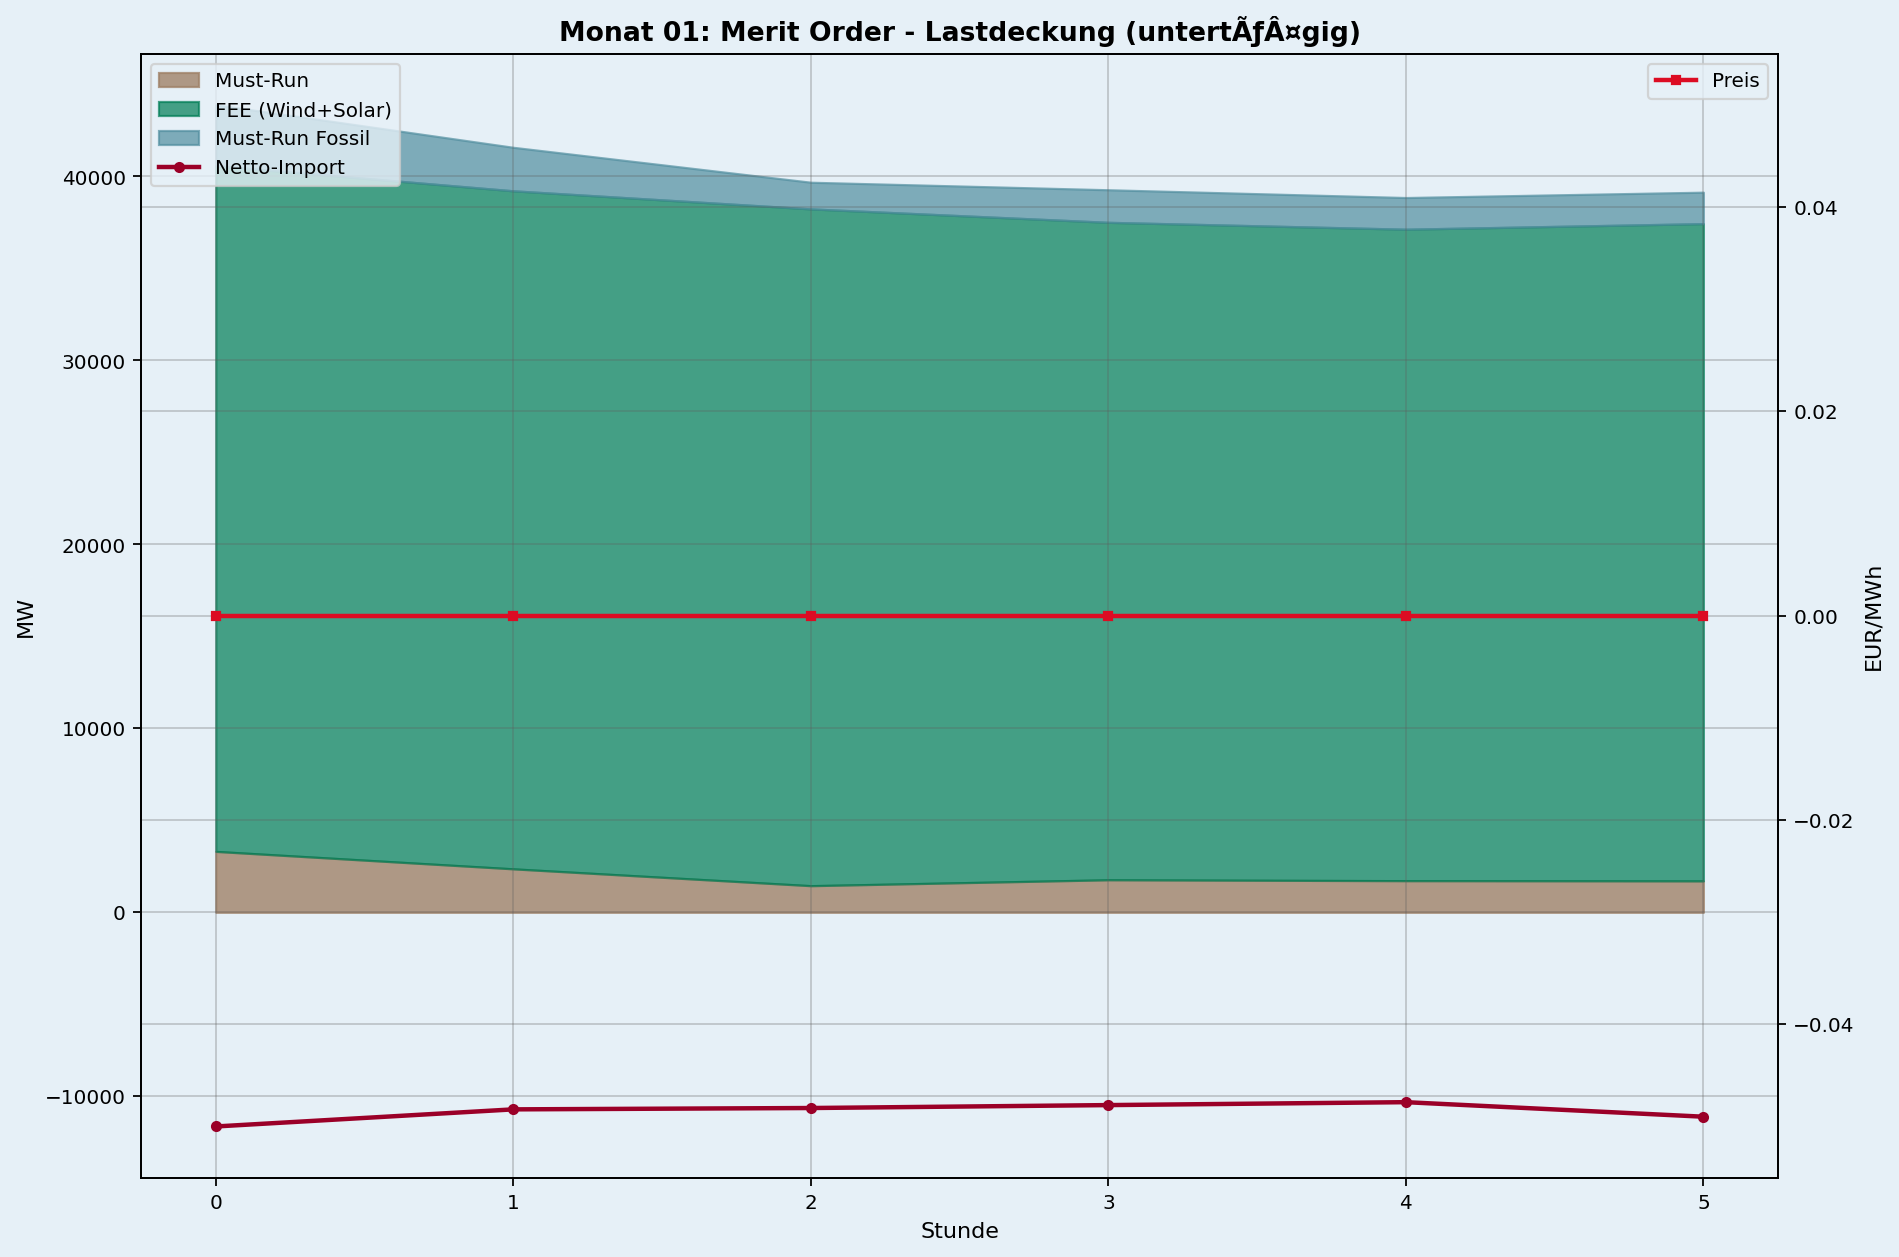 Monat 01: Merit Order - Lastdeckung (untertÃƒÂ¤gig)
Must-Run
FEE (Wind+Solar)
Must-Run Fossil
Netto-Import
Preis
40000
30000
20000
10000
0
−10000
MW
0.04
0.02
0.00
−0.02
−0.04
EUR/MWh
0 1 2 3 4 5
Stunde